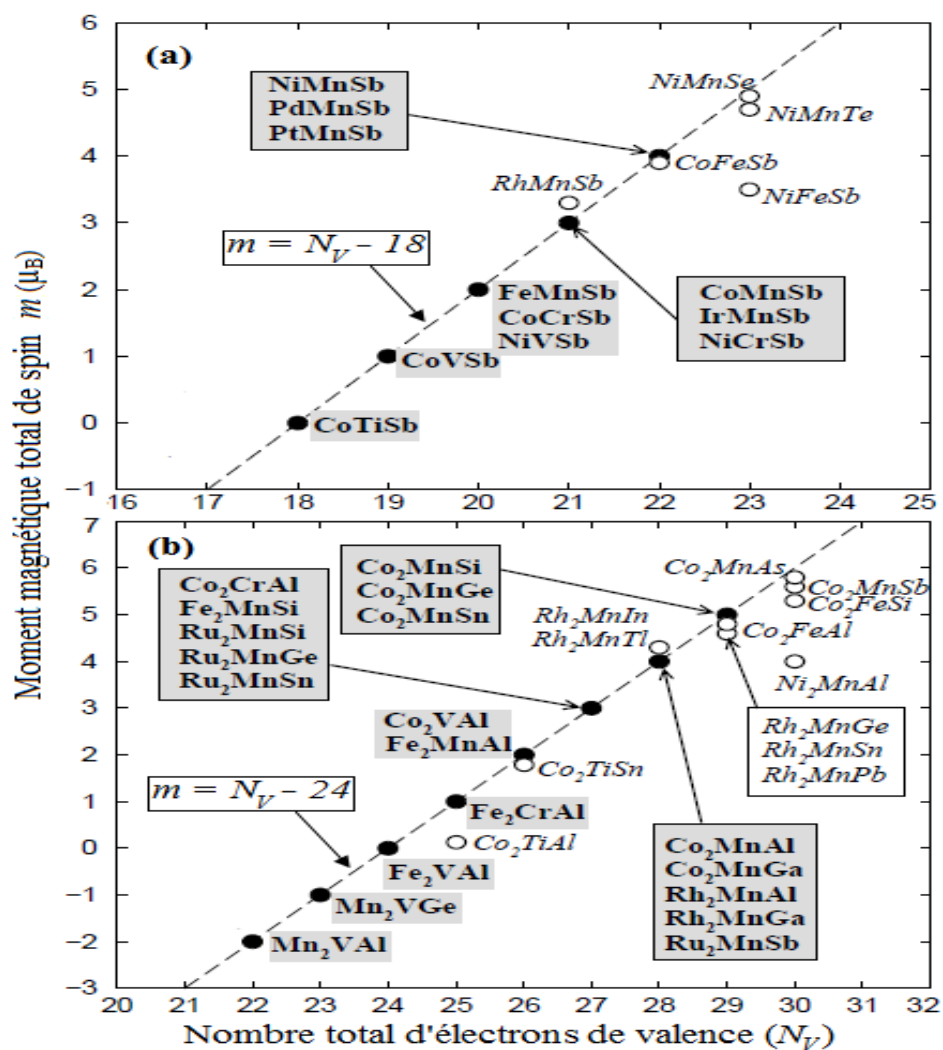 Moment magnétique total de spin m (μB)
(a)
6
5
4
3
2
1
0
−1
NiMnSb
PdMnSb
PtMnSb
NiMnSe
NiMnTe
CoFeSb
NiFeSb
RhMnSb
m = NV − 18
FeMnSb
CoCrSb
NiVSb
CoMnSb
IrMnSb
NiCrSb
CoVSb
CoTiSb
16 17 18 19 20 21 22 23 24 25
(b)
7
6
5
4
3
2
1
0
−1
−2
−3
Co2CrAl
Fe2MnSi
Ru2MnSi
Ru2MnGe
Ru2MnSn
Co2MnSi
Co2MnGe
Co2MnSn
Co2MnAs
Co2MnSb
Co2FeSi
Rh2MnIn
Rh2MnTl
Co2FeAl
Ni2MnAl
Rh2MnGe
Rh2MnSn
Rh2MnPb
Co2VAl
Fe2MnAl
Co2TiSn
m = NV − 24
Fe2CrAl
Co2TiAl
Fe2VAl
Mn2VGe
Mn2VAl
Co2MnAl
Co2MnGa
Rh2MnAl
Rh2MnGa
Ru2MnSb
20 21 22 23 24 25 26 27 28 29 30 31 32
Nombre total d'électrons de valence (NV)